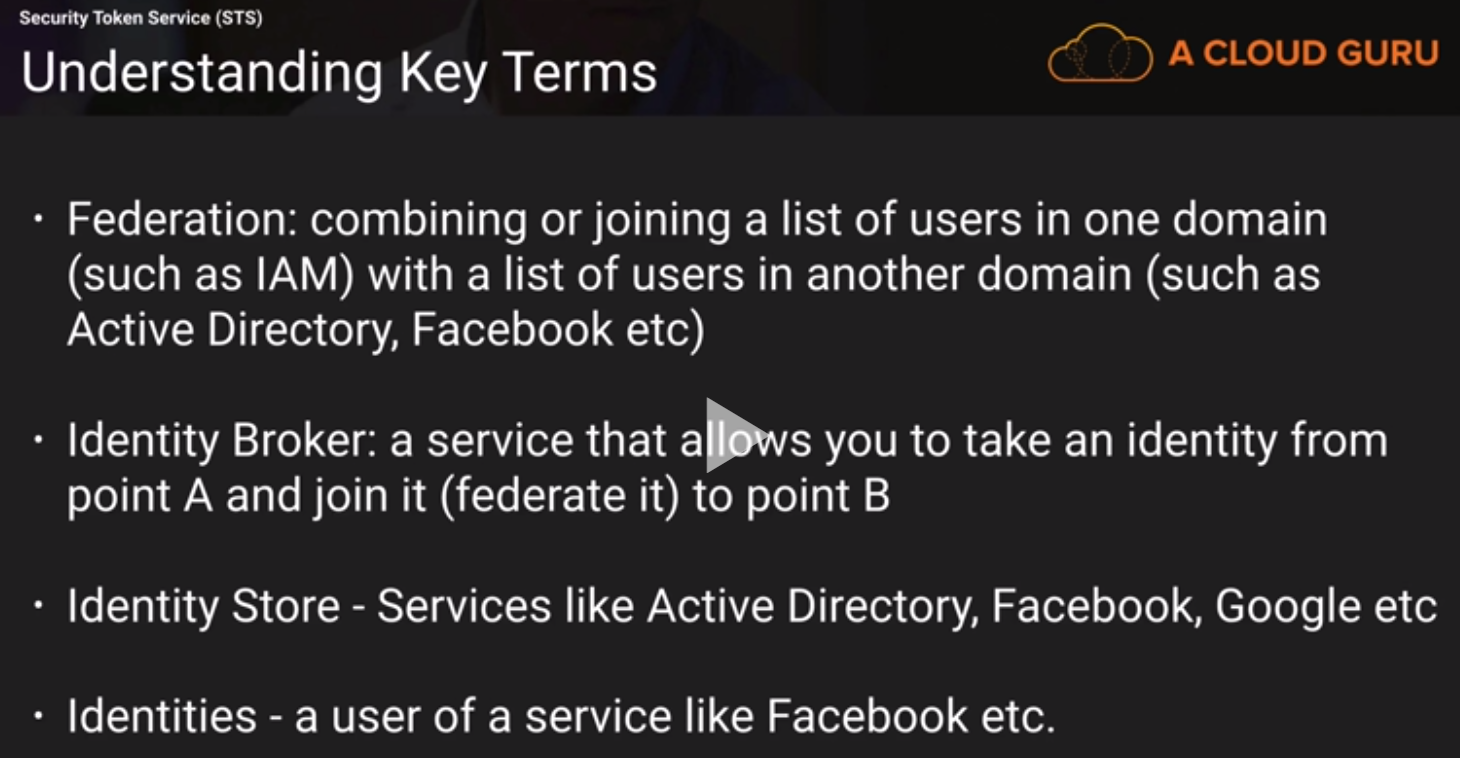 Security Token Service (STS)
Understanding Key Terms
A CLOUD GURU
• Federation: combining or joining a list of users in one domain
(such as IAM) with a list of users in another domain (such as
Active Directory, Facebook etc)
• Identity Broker: a service that allows you to take an identity from
point A and join it (federate it) to point B
• Identity Store - Services like Active Directory, Facebook, Google etc
• Identities - a user of a service like Facebook etc.